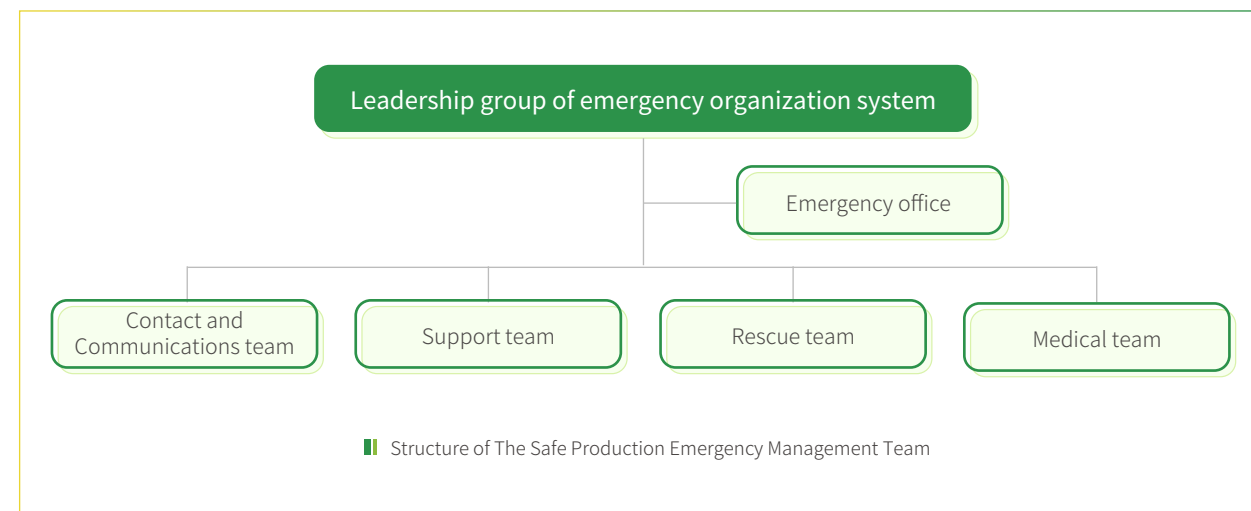 Leadership group of emergency organization system
Emergency office
Contact and
Communications team
Support team
Rescue team
Medical team
Structure of The Safe Production Emergency Management Team